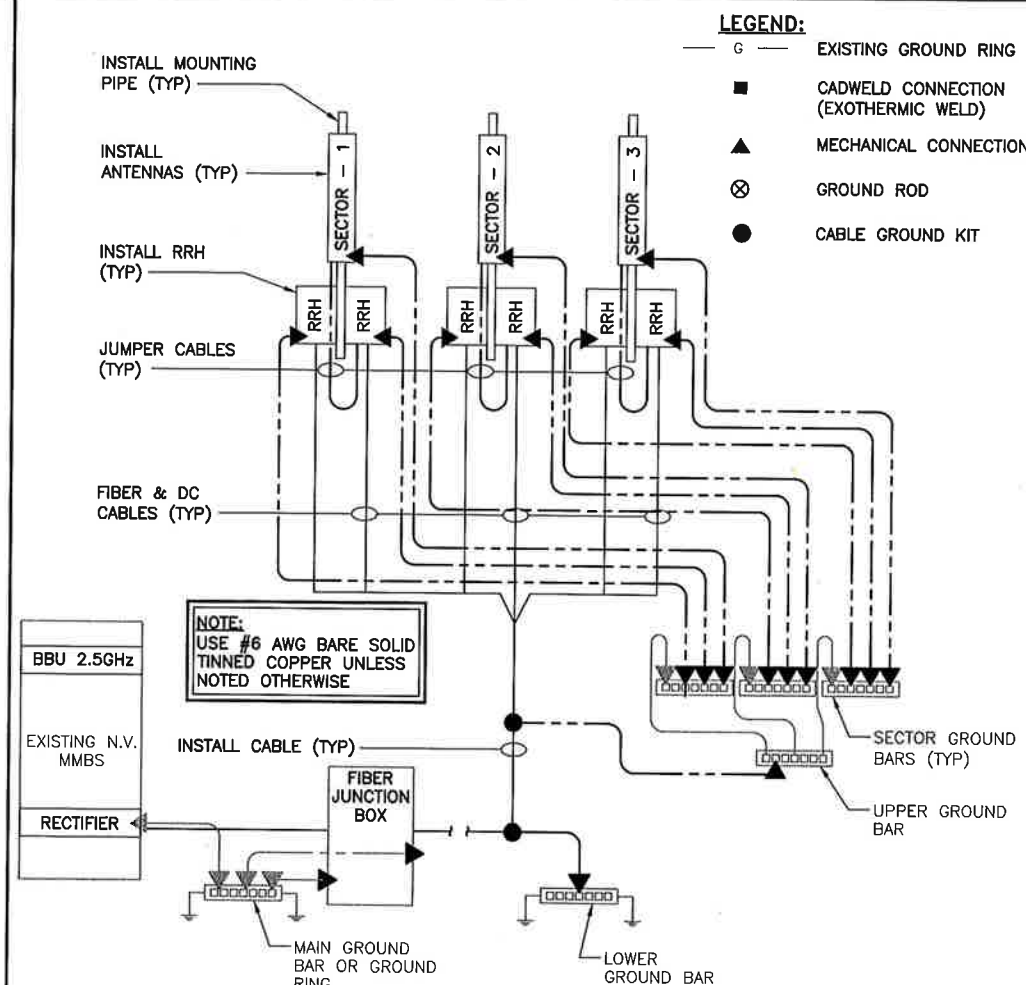 LEGEND:
G EXISTING GROUND RING
CADWELD CONNECTION
(EXOTHERMIC WELD)
MECHANICAL CONNECTION
GROUND ROD
CABLE GROUND KIT
INSTALL MOUNTING
PIPE (TYP)
INSTALL
ANTENNAS (TYP)
INSTALL RRH
(TYP)
JUMPER CABLES
(TYP)
FIBER & DC
CABLES (TYP)
SECTOR - 1
SECTOR - 2
SECTOR - 3
RRH
RRH
RRH
RRH
RRH
RRH
NOTE:
USE #6 AWG BARE SOLID
TINNED COPPER UNLESS
NOTED OTHERWISE
BBU 2.5GHz
EXISTING N.V.
MMBS
RECTIFIER
INSTALL CABLE (TYP)
FIBER
JUNCTION
BOX
SECTOR GROUND
BARS (TYP)
UPPER GROUND
BAR
MAIN GROUND
BAR OR GROUND
RING
LOWER
GROUND BAR